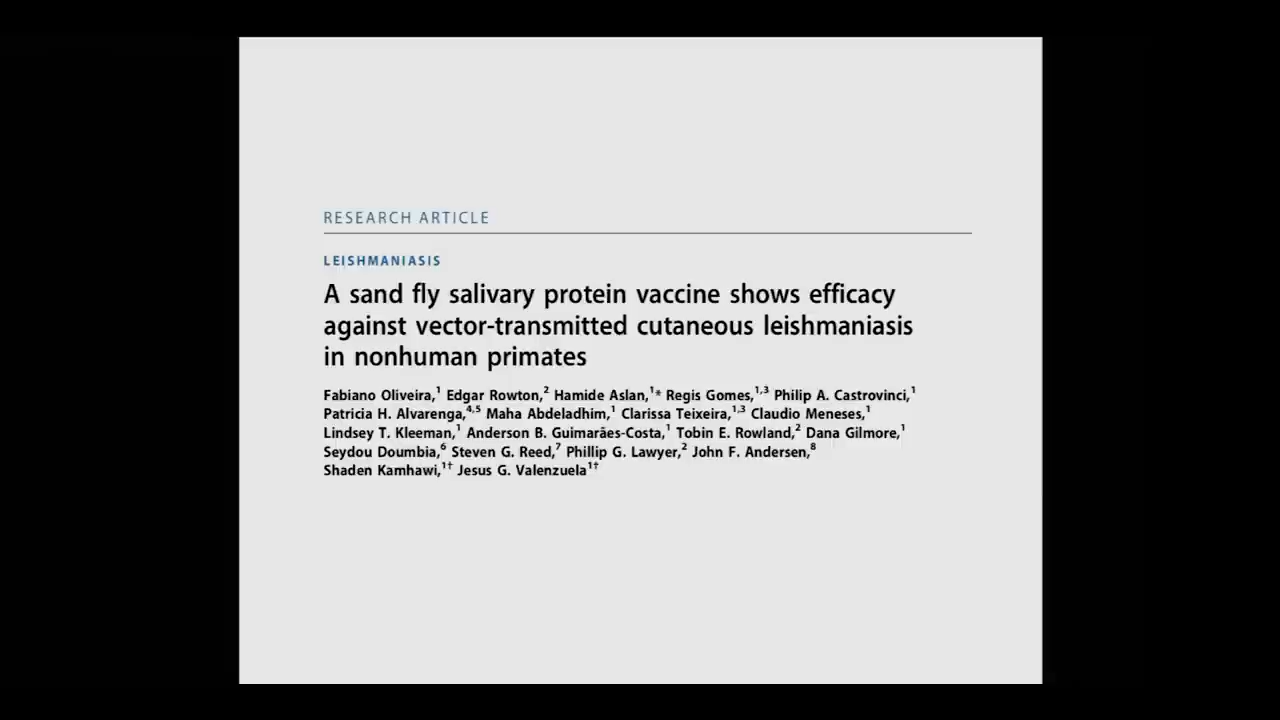 RESEARCH ARTICLE
LEISHMANIASIS
A sand fly salivary protein vaccine shows efficacy
against vector-transmitted cutaneous leishmaniasis
in nonhuman primates
Fabiano Oliveira,1 Edgar Rowton,2 Hamide Aslan,1* Regis Gomes,1,3 Philip A. Castrovinci,1
Patricia H. Alvarenga,4,5 Maha Abdeladhim,1 Clarissa Teixeira,1,3 Claudio Meneses,1
Lindsey T. Kleeman,1 Anderson B. Guimarães-Costa,1 Tobin E. Rowland,2 Dana Gilmore,1
Seydou Doumbia,6 Steven G. Reed,7 Phillip G. Lawyer,2 John F. Andersen,8
Shaden Kamhawi,1† Jesus G. Valenzuela1†